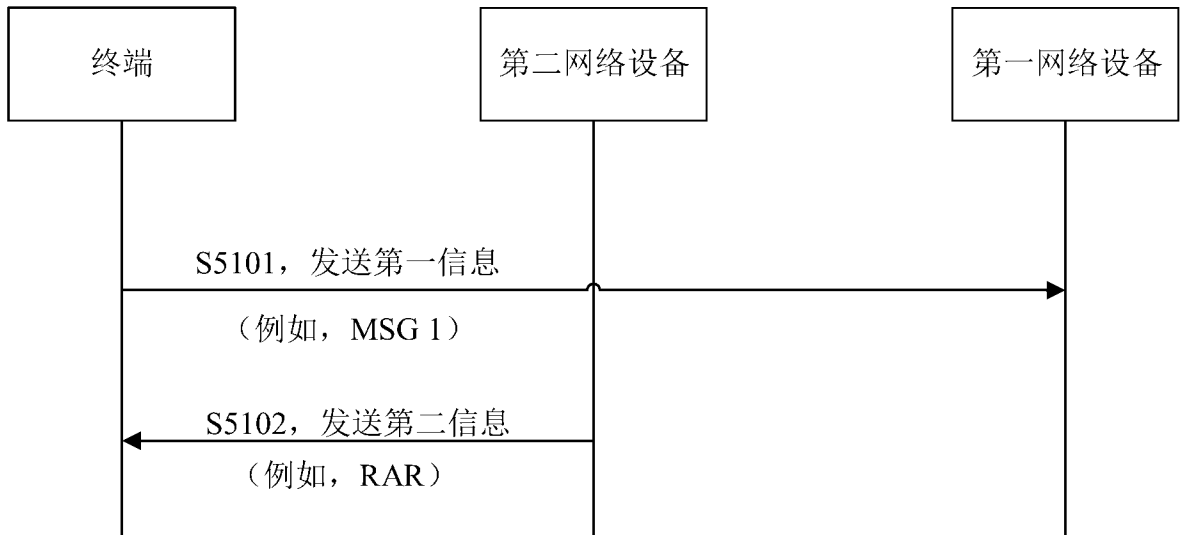 终端
第二网络设备
第一网络设备
S5101，发送第一信息
（例如，MSG 1）
S5102，发送第二信息
（例如，RAR）